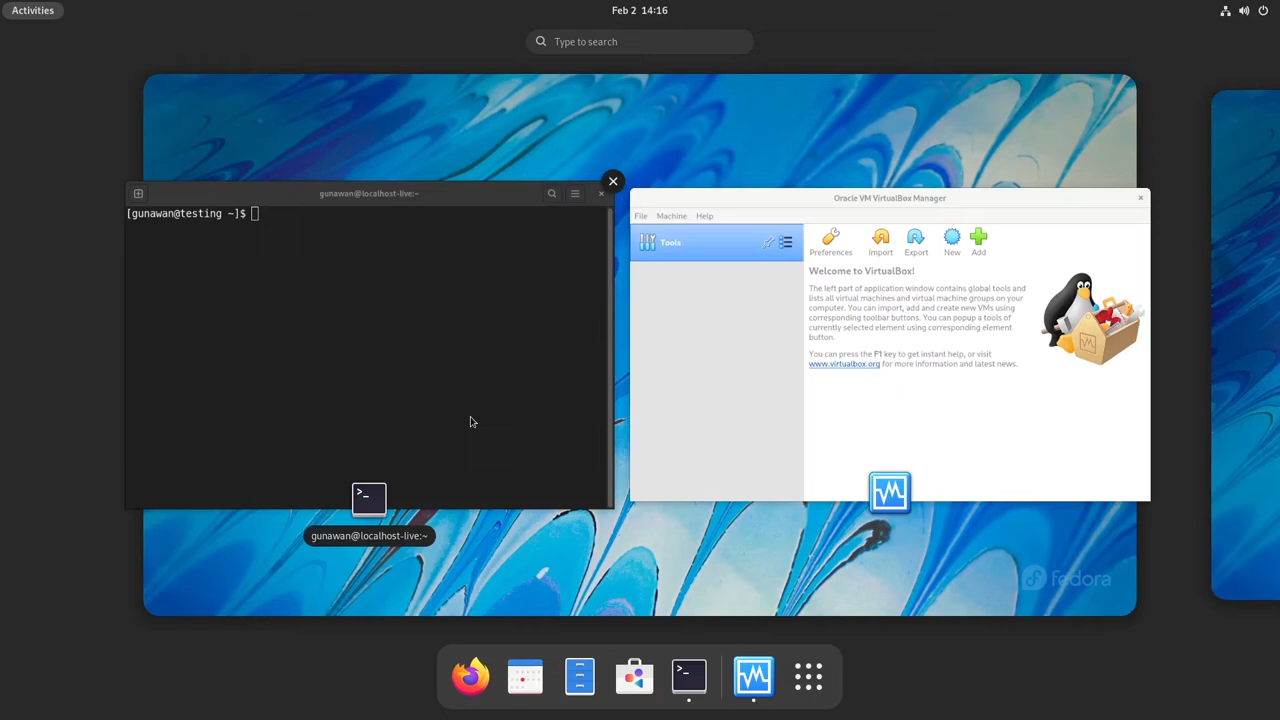 Activities
Feb 2 14:16
Type to search
gunawan@localhost-live:~
[gunawan@testing ~]$
>_
gunawan@localhost-live:~
Oracle VM VirtualBox Manager
File Machine Help
Tools
Preferences Import Export New Add
Welcome to VirtualBox!
The left part of application window contains global tools and
lists all virtual machines and virtual machine groups on your
computer. You can import, add and create new VMs using
corresponding toolbar buttons. You can popup a tools of
currently selected element using corresponding element
button.
You can press the F1 key to get instant help, or visit
www.virtualbox.org for more information and latest news.
fedora
>_